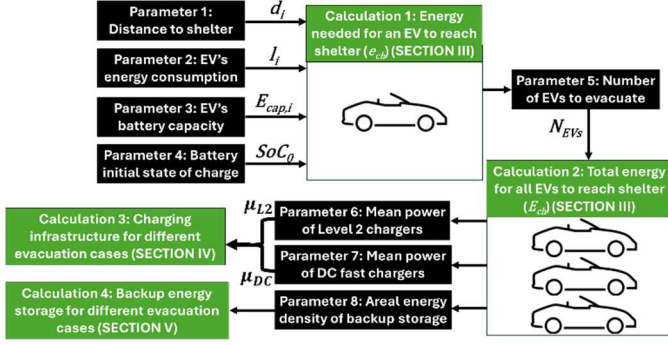 Parameter 1:
Distance to shelter
d_i
Calculation 1: Energy
needed for an EV to reach
shelter (e_cb) (SECTION III)
Parameter 2: EV's
energy consumption
I_i
Parameter 3: EV's
battery capacity
E_cap,i
Parameter 4: Battery
initial state of charge
SoC_0
Parameter 5: Number
of EVs to evacuate
N_EVs
Calculation 2: Total energy
for all EVs to reach shelter
(E_cb) (SECTION III)
Calculation 3: Charging
infrastructure for different
evacuation cases (SECTION IV)
μ_L2
Parameter 6: Mean power
of Level 2 chargers
μ_DC
Parameter 7: Mean power
of DC fast chargers
Calculation 4: Backup energy
storage for different evacuation
cases (SECTION V)
Parameter 8: Areal energy
density of backup storage